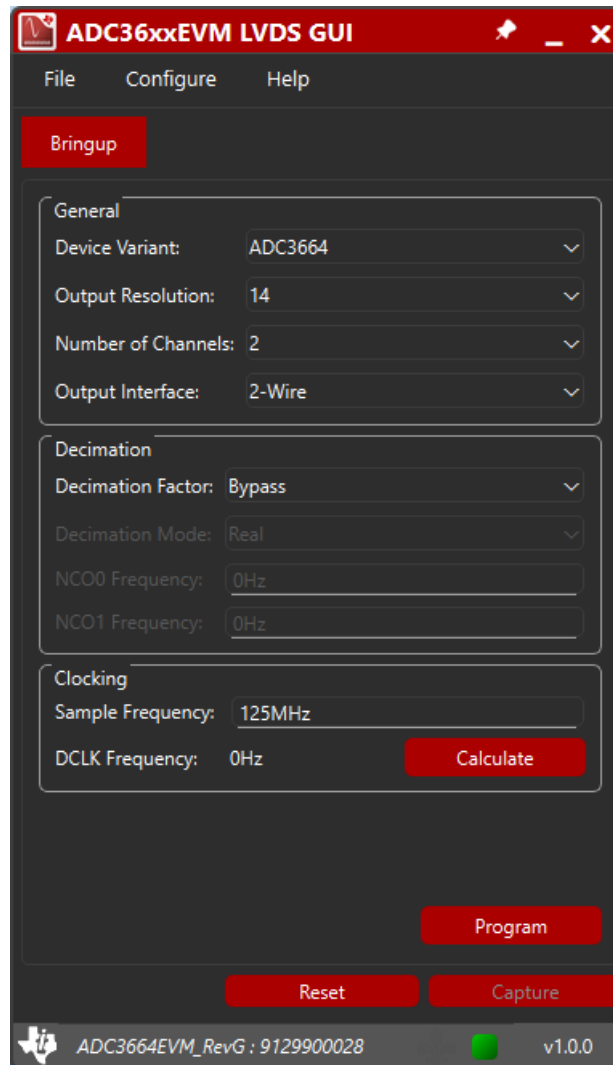 ADC36xxEVM LVDS GUI
File Configure Help
Bringup
General
Device Variant: ADC3664
Output Resolution: 14
Number of Channels: 2
Output Interface: 2-Wire
Decimation
Decimation Factor: Bypass
Decimation Mode: Real
NCO0 Frequency: 0Hz
NCO1 Frequency: 0Hz
Clocking
Sample Frequency: 125MHz
DCLK Frequency: 0Hz Calculate
Program
Reset Capture
ADC3664EVM_RevG : 9129900028 v1.0.0